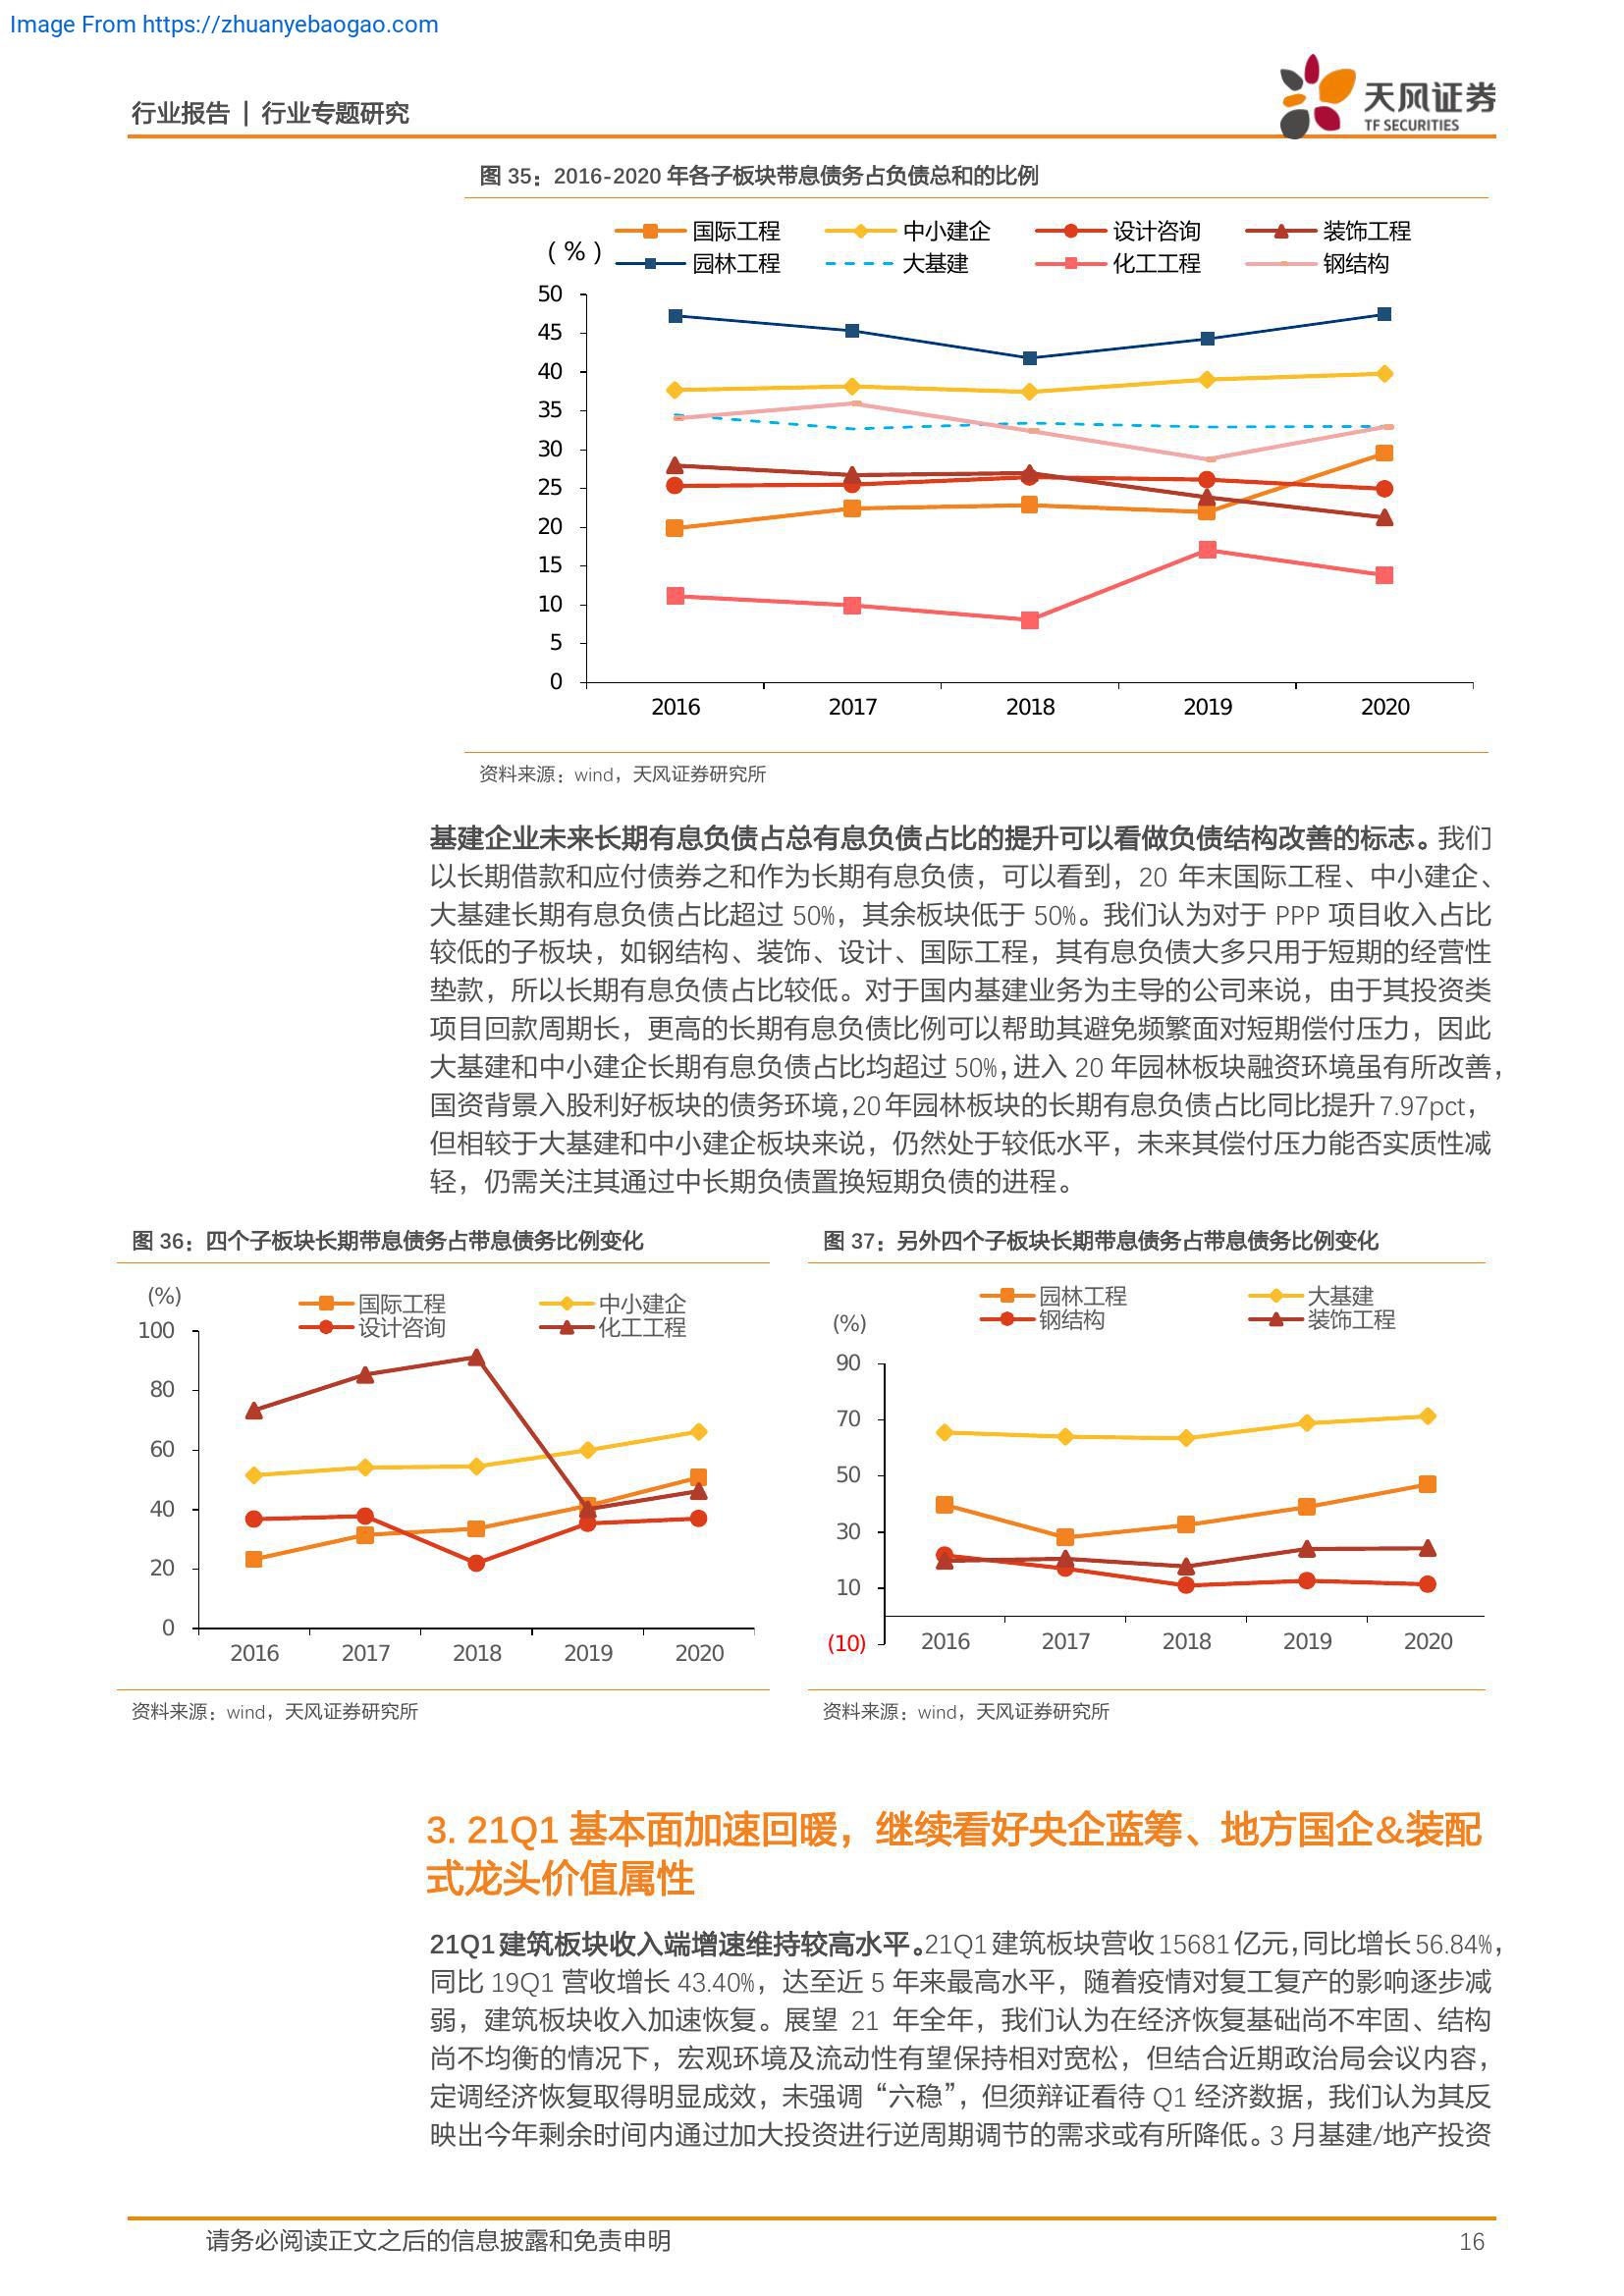 Image From https://zhuanyebaogao.com
行业报告 | 行业专题研究
天风证券
TF SECURITIES
图 35：2016-2020 年各子板块带息债务占负债总和的比例
(%)
国际工程 中小建企 设计咨询 装饰工程
园林工程 大基建 化工工程 钢结构
50
45
40
35
30
25
20
15
10
5
0
2016 2017 2018 2019 2020
资料来源：wind，天风证券研究所
基建企业未来长期有息负债占总有息负债占比的提升可以看做负债结构改善的标志。我们
以长期借款和应付债券之和作为长期有息负债，可以看到，20 年末国际工程、中小建企、
大基建长期有息负债占比超过 50%，其余板块低于 50%。我们认为对于 PPP 项目收入占比
较低的子板块，如钢结构、装饰、设计、国际工程，其有息负债大多只用于短期的经营性
垫款，所以长期有息负债占比较低。对于国内基建业务为主导的公司来说，由于其投资类
项目回款周期长，更高的长期有息负债比例可以帮助其避免频繁面对短期偿付压力，因此
大基建和中小建企长期有息负债占比均超过 50%，进入 20 年园林板块融资环境虽有所改善，
国资背景入股利好板块的债务环境，20 年园林板块的长期有息负债占比同比提升 7.97pct，
但相较于大基建和中小建企板块来说，仍然处于较低水平，未来其偿付压力能否实质性减
轻，仍需关注其通过中长期负债置换短期负债的进程。
图 36：四个子板块长期带息债务占带息债务比例变化
(%)
国际工程 中小建企
设计咨询 化工工程
100
80
60
40
20
0
2016 2017 2018 2019 2020
资料来源：wind，天风证券研究所
图 37：另外四个子板块长期带息债务占带息债务比例变化
(%)
园林工程 大基建
钢结构 装饰工程
90
70
50
30
10
(10)
2016 2017 2018 2019 2020
资料来源：wind，天风证券研究所
3. 21Q1 基本面加速回暖，继续看好央企蓝筹、地方国企&装配
式龙头价值属性
21Q1 建筑板块收入端增速维持较高水平。21Q1 建筑板块营收 15681 亿元，同比增长 56.84%，
同比 19Q1 营收增长 43.40%，达至近 5 年来最高水平，随着疫情对复工复产的影响逐步减
弱，建筑板块收入加速恢复。展望 21 年全年，我们认为在经济恢复基础尚不牢固、结构
尚不均衡的情况下，宏观环境及流动性有望保持相对宽松，但结合近期政治局会议内容，
定调经济恢复取得明显成效，未强调“六稳”，但须辩证看待 Q1 经济数据，我们认为其反
映出今年剩余时间内通过加大投资进行逆周期调节的需求或有所降低。3 月基建/地产投资
请务必阅读正文之后的信息披露和免责申明
16